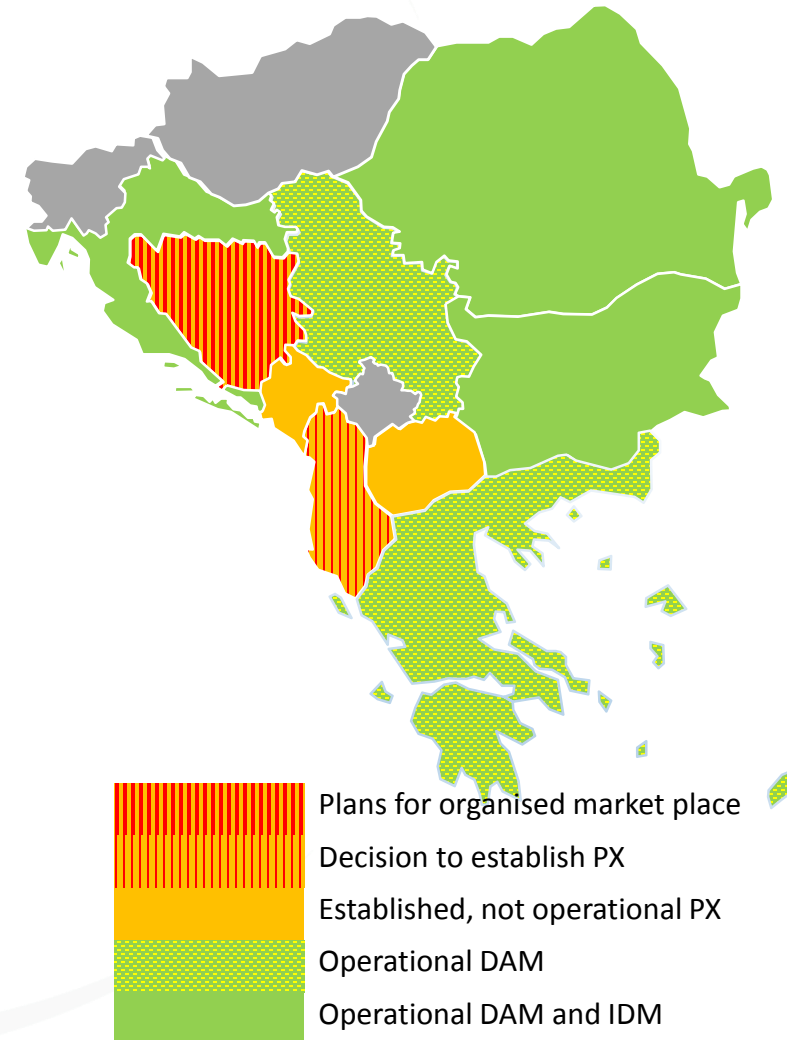 Plans for organised market place
Decision to establish PX
Established, not operational PX
Operational DAM
Operational DAM and IDM